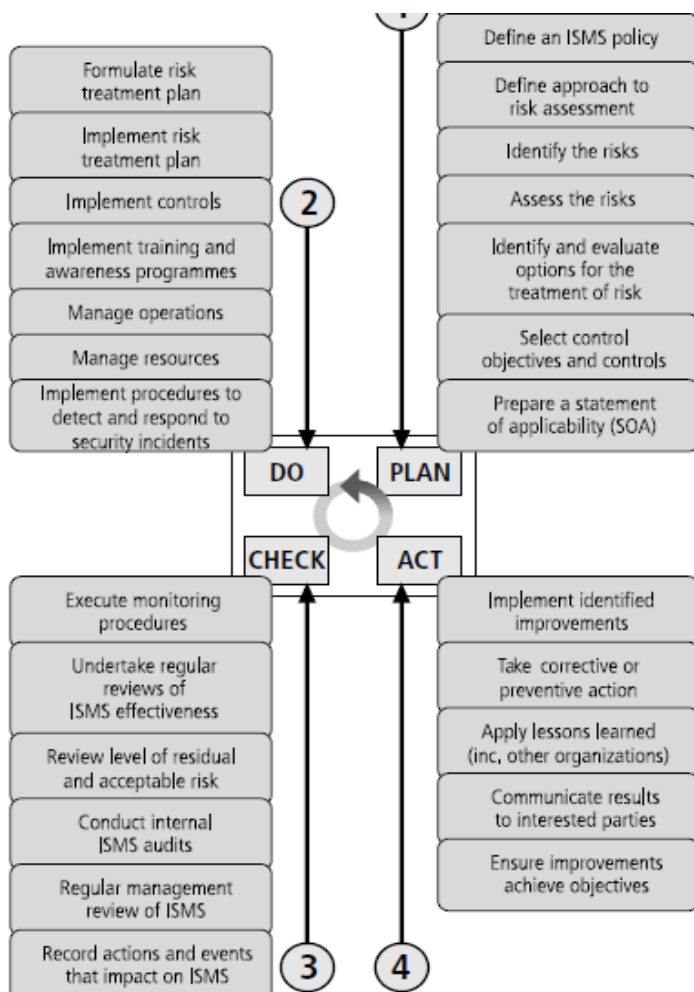 Define an ISMS policy
Define approach to
risk assessment
Identify the risks
Assess the risks
Identify and evaluate
options for the
treatment of risk
Select control
objectives and controls
Prepare a statement
of applicability (SOA)
Formulate risk
treatment plan
Implement risk
treatment plan
Implement controls
Implement training and
awareness programmes
Manage operations
Manage resources
Implement procedures to
detect and respond to
security incidents
2
DO
PLAN
CHECK
ACT
Execute monitoring
procedures
Undertake regular
reviews of
ISMS effectiveness
Review level of residual
and acceptable risk
Conduct internal
ISMS audits
Regular management
review of ISMS
Record actions and events
that impact on ISMS
3
Implement identified
improvements
Take corrective or
preventive action
Apply lessons learned
(inc, other organizations)
Communicate results
to interested parties
Ensure improvements
achieve objectives
4